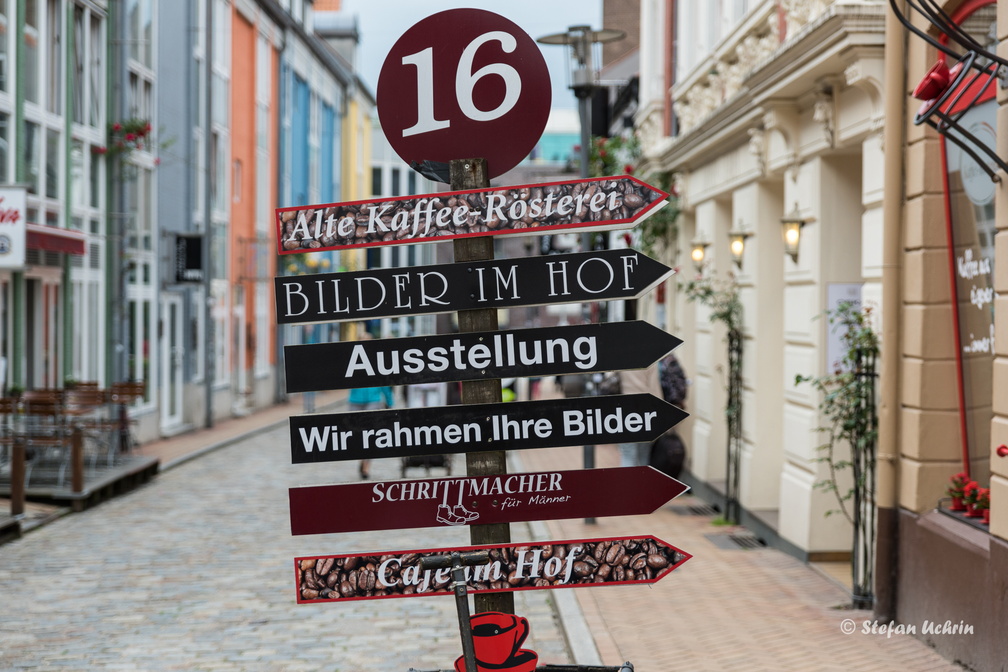 16
Alte Kaffee-Rösterei
BILDER IM HOF
Ausstellung
Wir rahmen Ihre Bilder
SCHRITTMACHER
für Männer
Cafe im Hof
© Stefan Uchrin